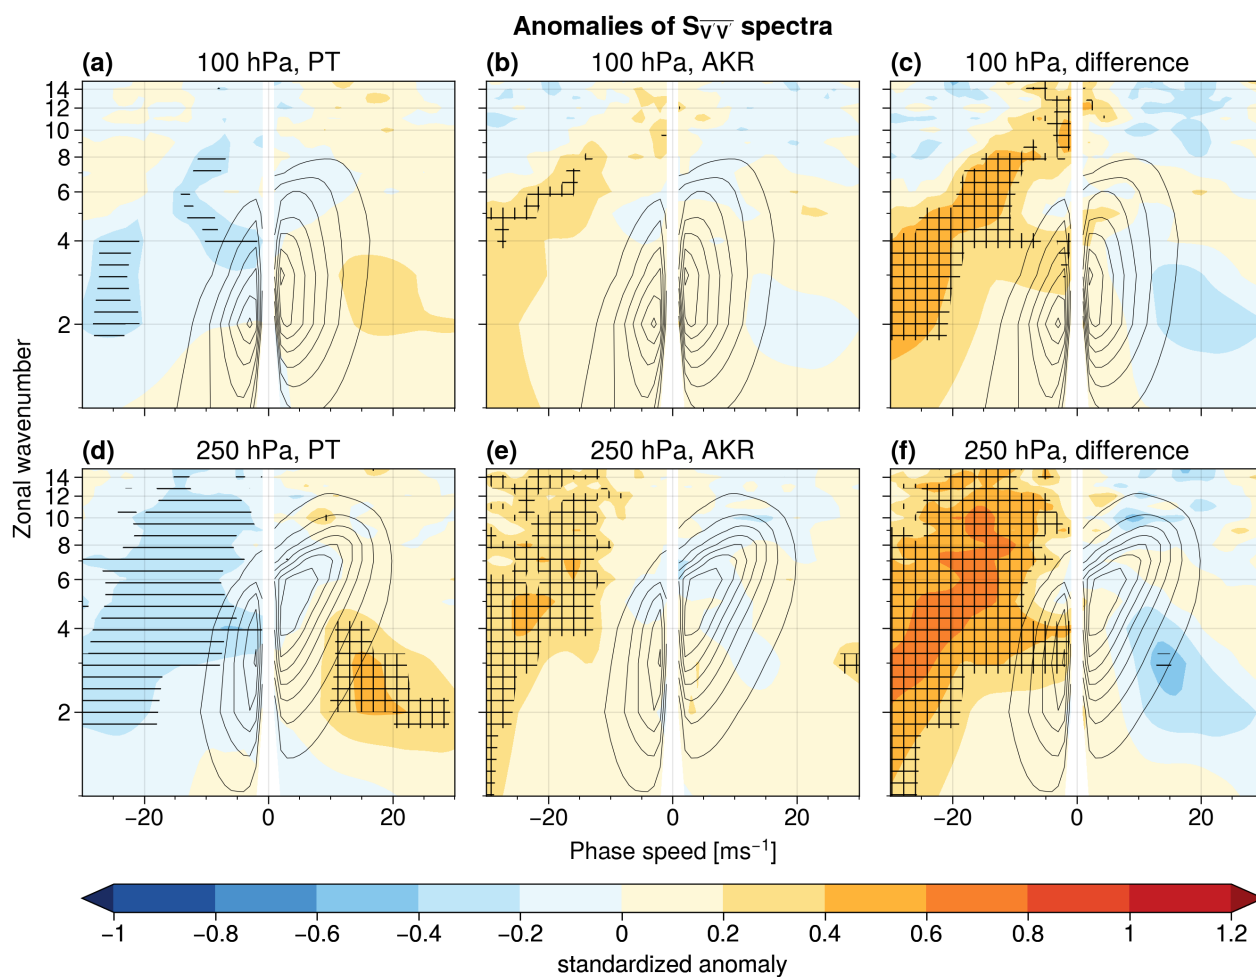 Anomalies of S v′v′ spectra
(a) 100 hPa, PT
(b) 100 hPa, AKR
(c) 100 hPa, difference
14
12
10
8
6
4
2
(d) 250 hPa, PT
(e) 250 hPa, AKR
(f) 250 hPa, difference
14
12
10
8
6
4
2
Zonal wavenumber
−20 0 20
−20 0 20
−20 0 20
Phase speed [ms⁻¹]
−1 −0.8 −0.6 −0.4 −0.2 0 0.2 0.4 0.6 0.8 1 1.2
standardized anomaly